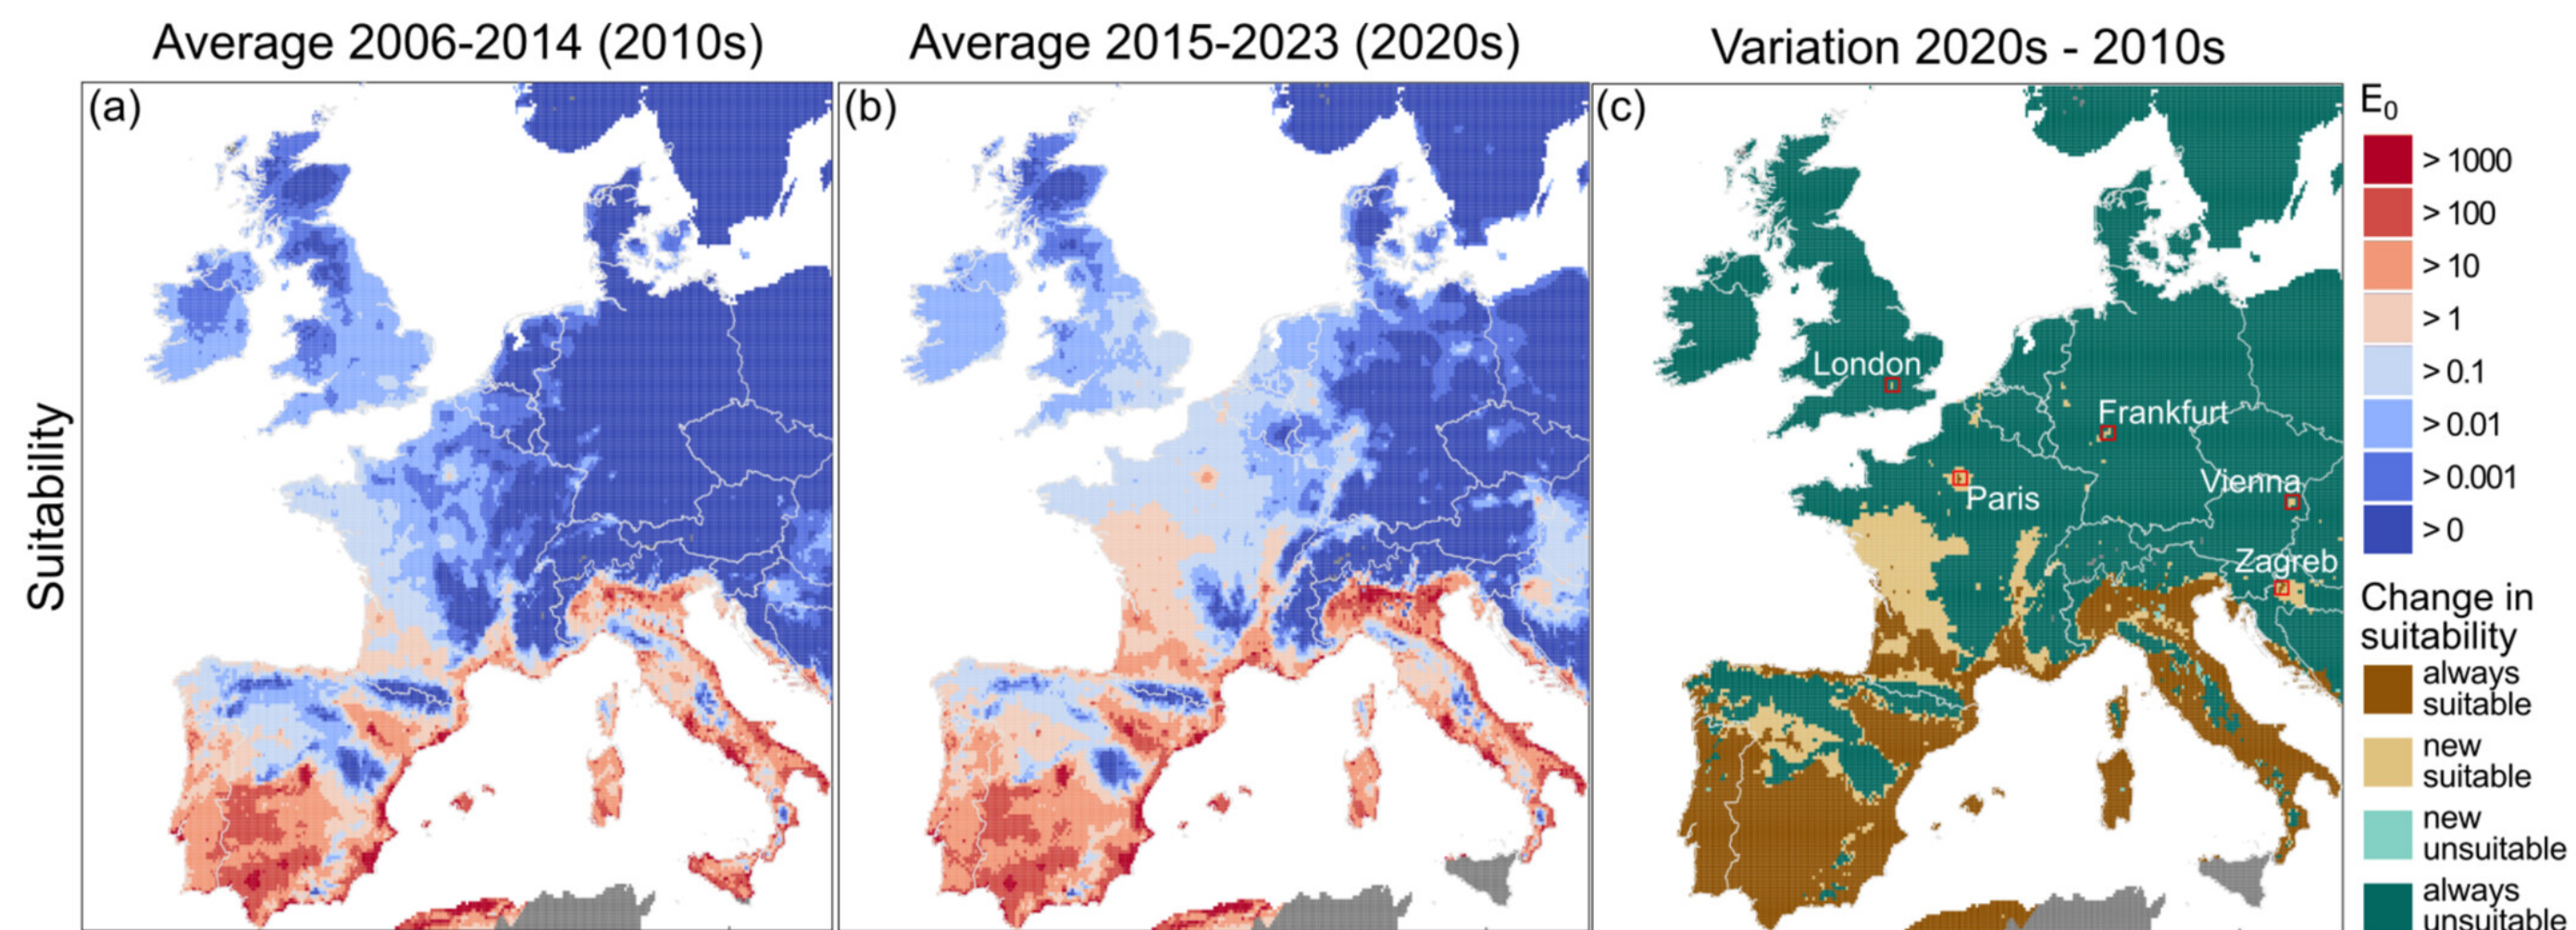 Average 2006-2014 (2010s)
Average 2015-2023 (2020s)
Variation 2020s - 2010s
(a)
(b)
(c)
Suitability
London
Frankfurt
Paris
Vienna
Zagreb
E0
> 1000
> 100
> 10
> 1
> 0.1
> 0.01
> 0.001
> 0
Change in
suitability
always
suitable
new
suitable
new
unsuitable
always
unsuitable